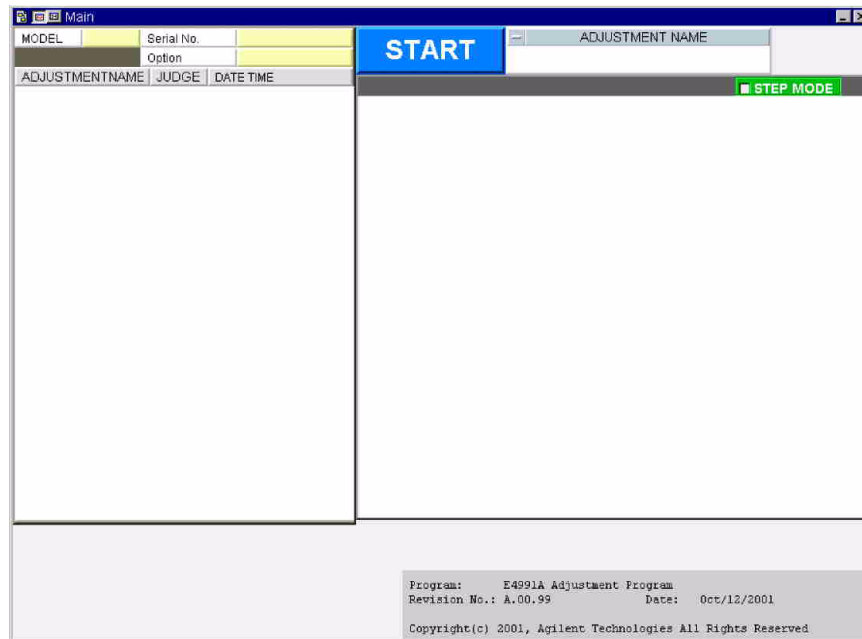 Main
MODEL Serial No.
Option
ADJUSTMENTNAME JUDGE DATE TIME
START
ADJUSTMENT NAME
STEP MODE
Program: E4991A Adjustment Program
Revision No.: A.00.99 Date: Oct/12/2001
Copyright(c) 2001, Agilent Technologies All Rights Reserved